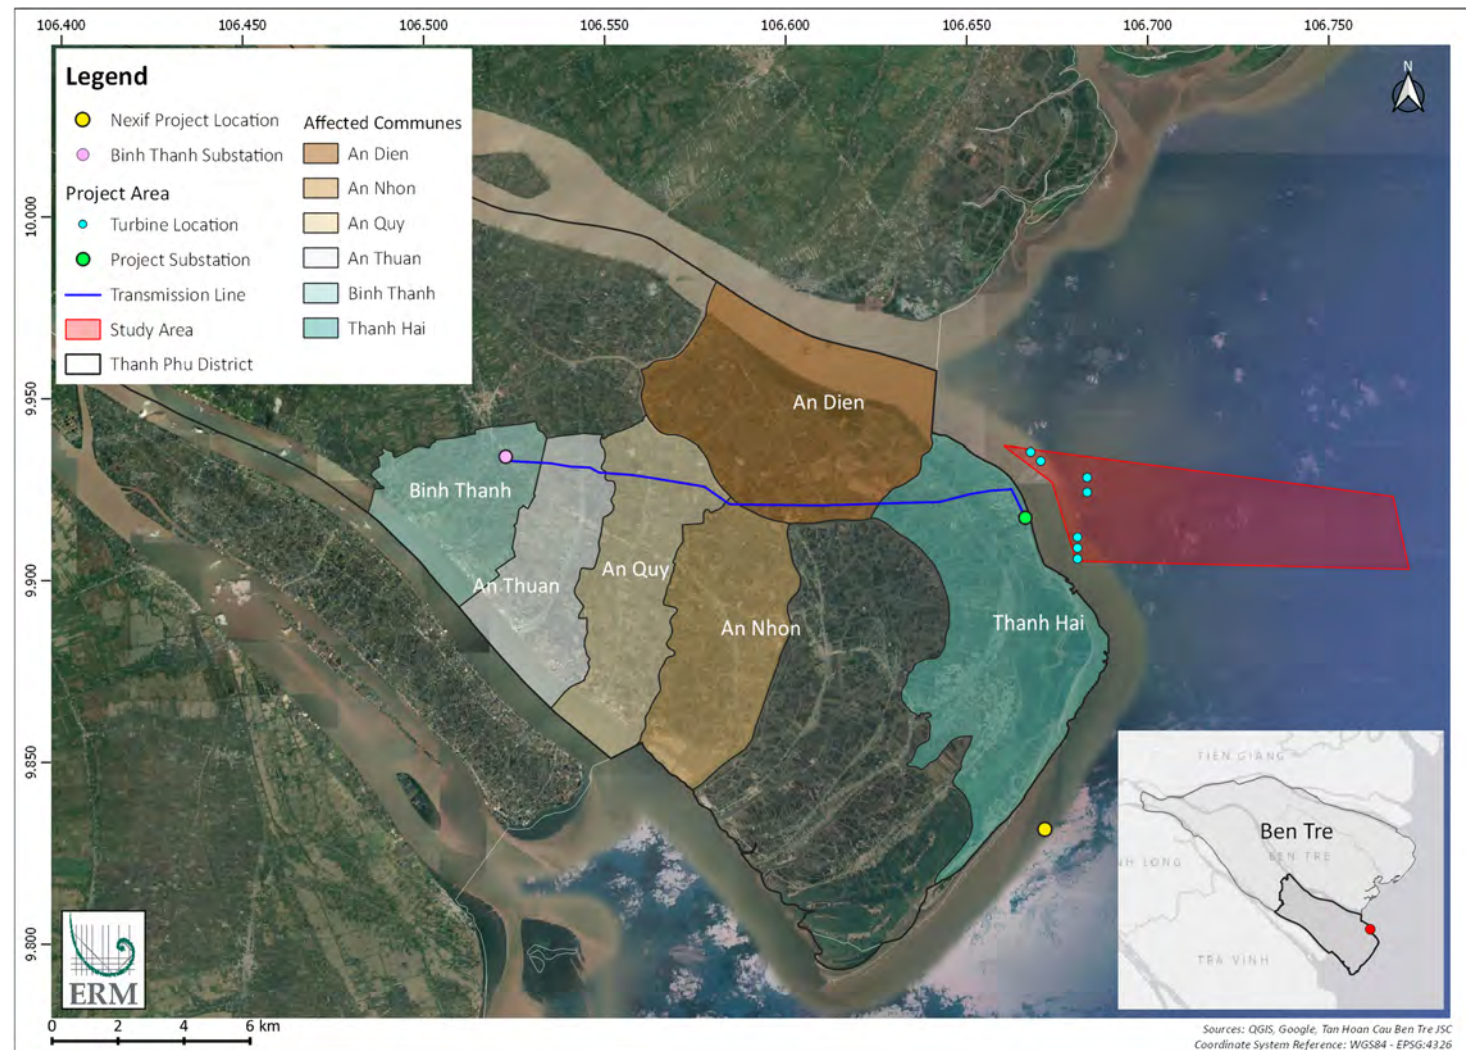 106.400 106.450 106.500 106.550 106.600 106.650 106.700 106.750
Legend
Nexif Project Location
Binh Thanh Substation
Project Area
Turbine Location
Project Substation
Transmission Line
Study Area
Thanh Phu District
Affected Communes
An Dien
An Nhon
An Quy
An Thuan
Binh Thanh
Thanh Hai
N
10.000
9.950
9.900
9.850
9.800
An Dien
Binh Thanh
An Thuan
An Quy
An Nhon
Thanh Hai
TIEN GIANG
Ben Tre
BEN TRE
NH LONG
TRA VINH
ERM
0 2 4 6 km
Sources: QGIS, Google, Tan Hoan Cau Ben Tre JSC
Coordinate System Reference: WGS84 - EPSG:4326